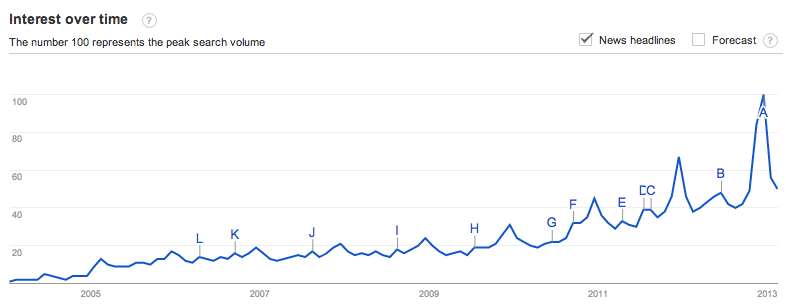 Interest over time ?
The number 100 represents the peak search volume
News headlines Forecast ?
100
80
60
40
20
A
B
C
D
E
F
G
H
I
J
K
L
2005 2007 2009 2011 2013